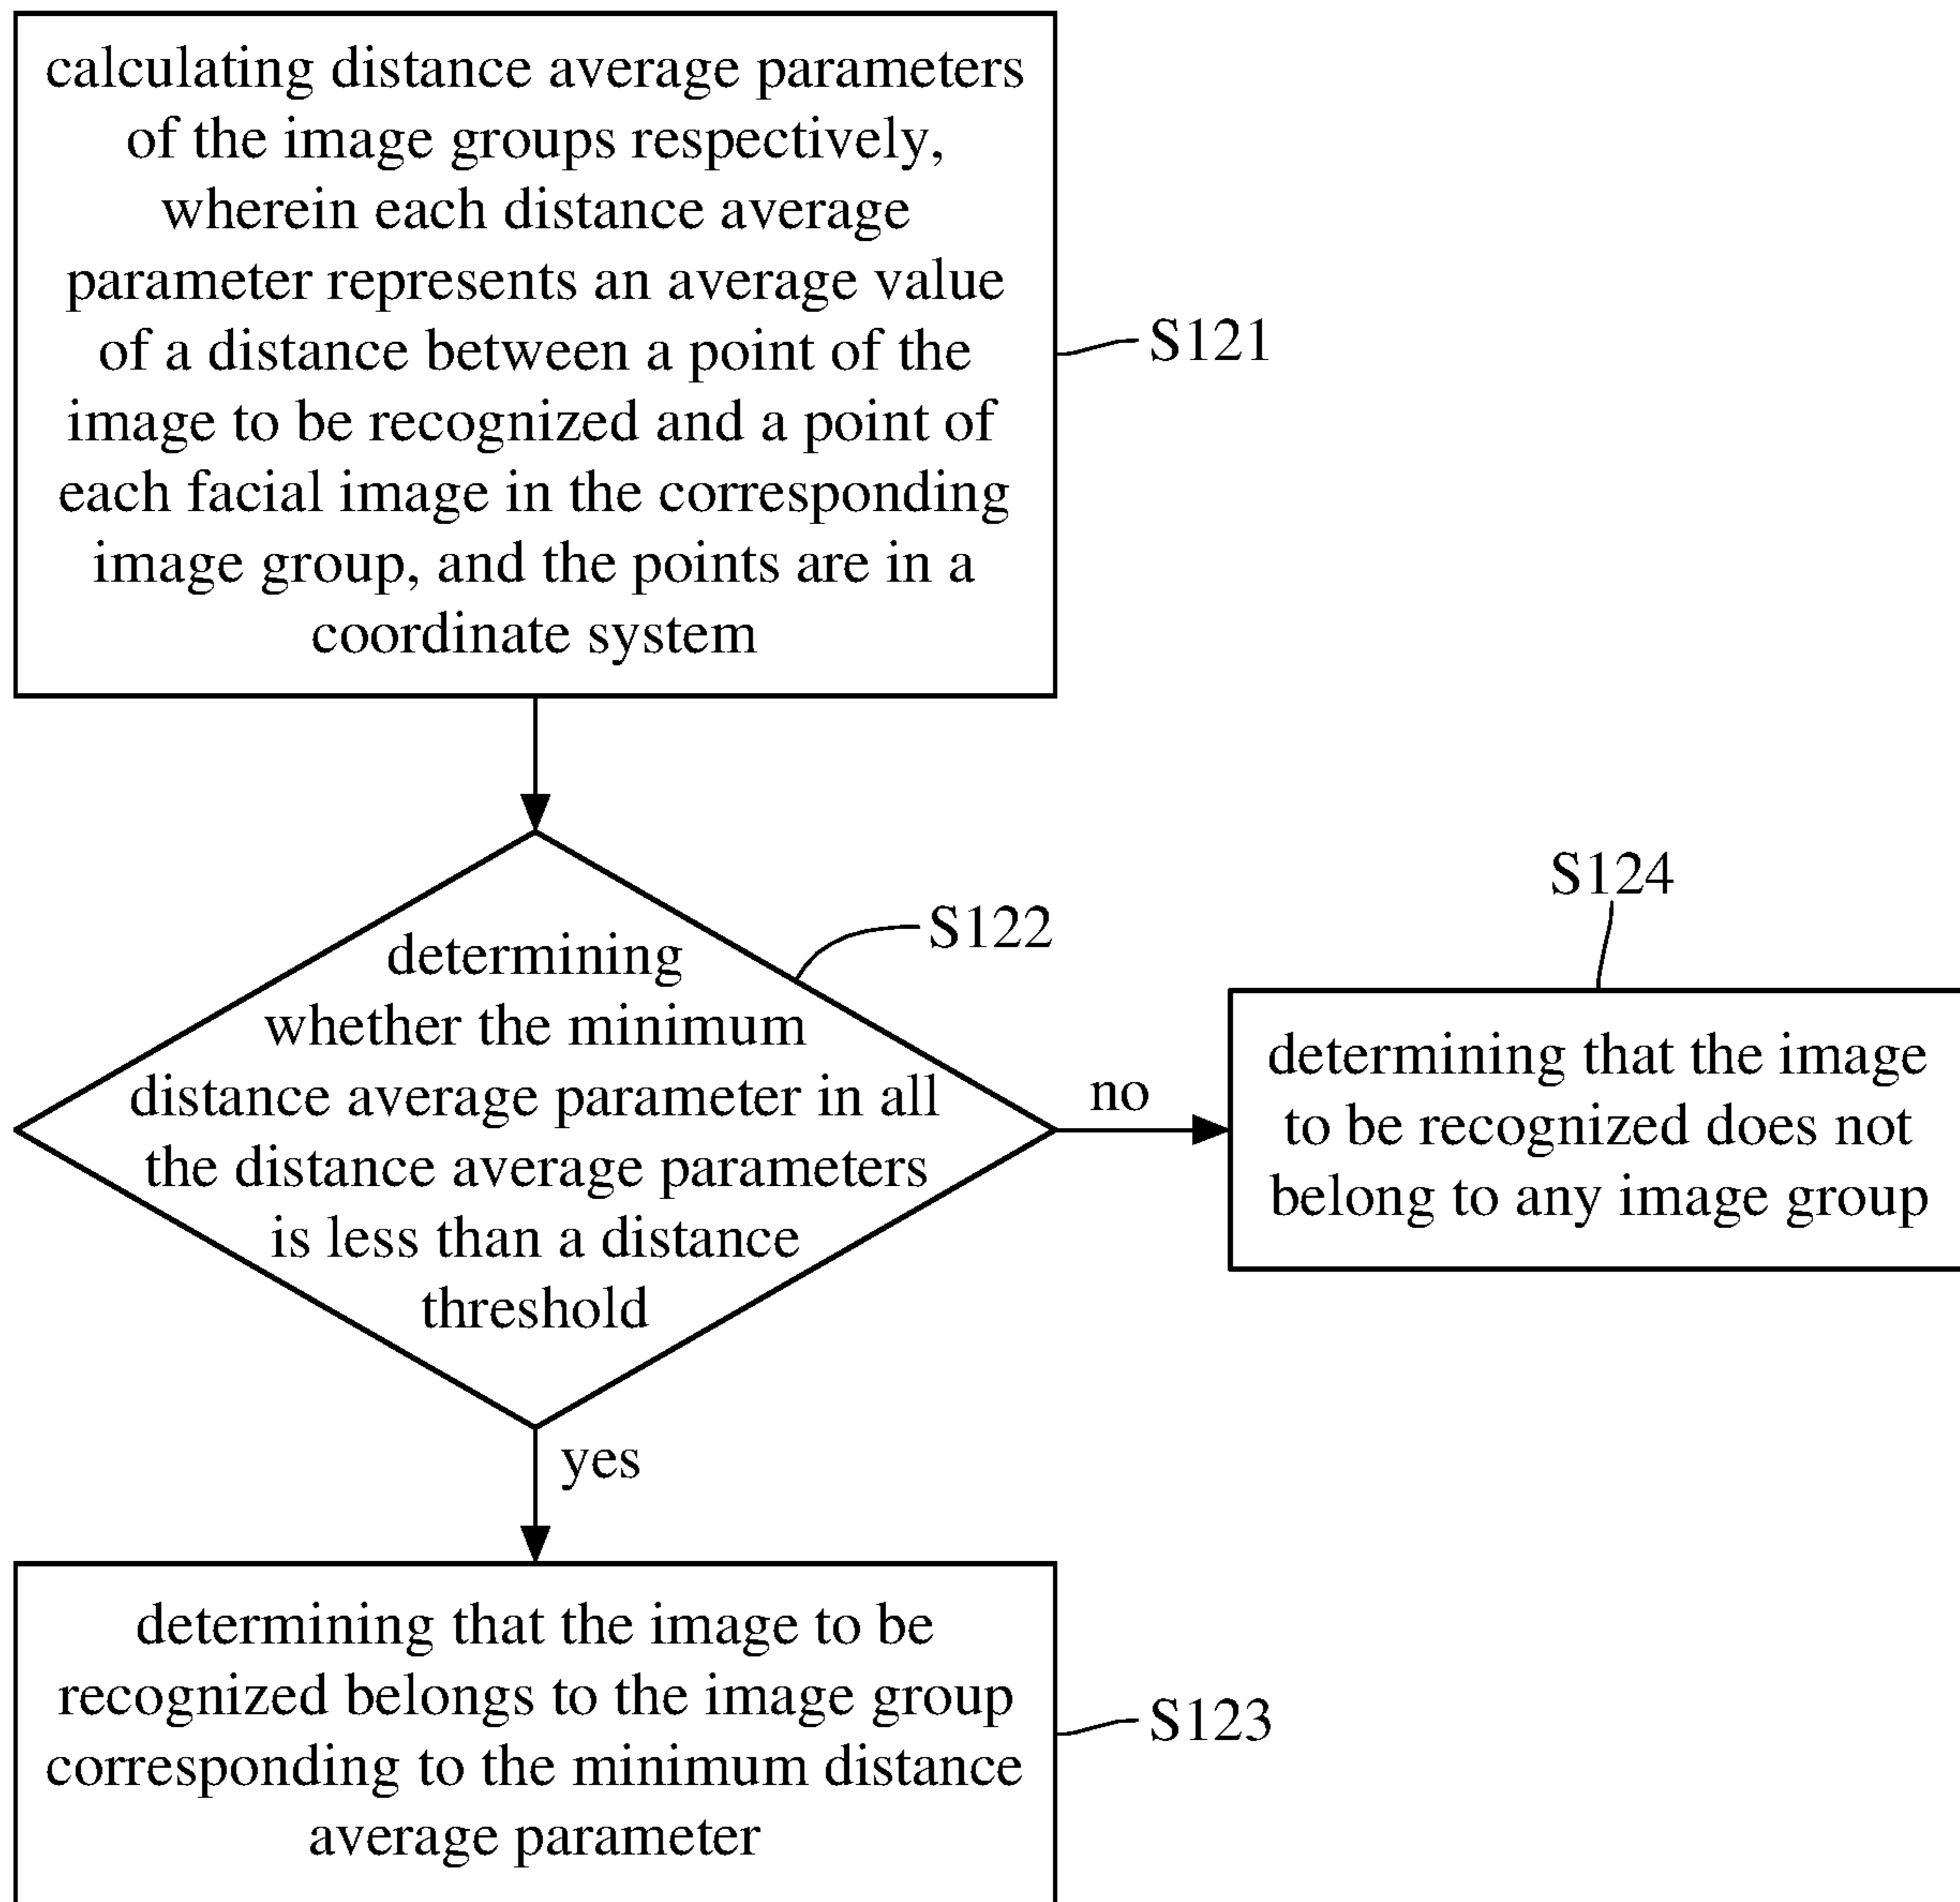 calculating distance average parameters
of the image groups respectively,
wherein each distance average
parameter represents an average value
of a distance between a point of the
image to be recognized and a point of
each facial image in the corresponding
image group, and the points are in a
coordinate system
S121
determining
whether the minimum
distance average parameter in all
the distance average parameters
is less than a distance
threshold
S122
no
S124
determining that the image
to be recognized does not
belong to any image group
yes
determining that the image to be
recognized belongs to the image group
corresponding to the minimum distance
average parameter
S123